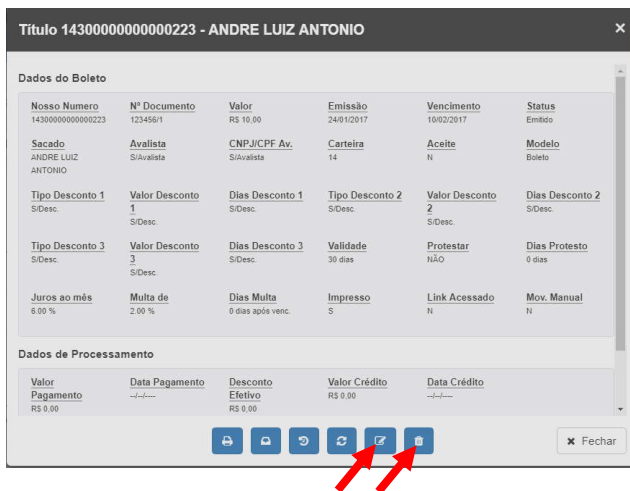 Título 14300000000000223 - ANDRE LUIZ ANTONIO ×
Dados do Boleto
Nosso Numero Nº Documento Valor Emissão Vencimento Status
14300000000000223 123456/1 R$ 10,00 24/01/2017 10/02/2017 Emitido
Sacado Avalista CNPJ/CPF Av. Carteira Aceite Modelo
ANDRE LUIZ S/Avalista S/Avalista 14 N Boleto
ANTONIO
Tipo Desconto 1 Valor Desconto Dias Desconto 1 Tipo Desconto 2 Valor Desconto Dias Desconto 2
S/Desc. 1 S/Desc. S/Desc. 2 S/Desc.
S/Desc. S/Desc.
Tipo Desconto 3 Valor Desconto Dias Desconto 3 Validade Protestar Dias Protesto
S/Desc. 3 S/Desc. 30 dias NÃO 0 dias
S/Desc.
Juros ao mês Multa de Dias Multa Impresso Link Acessado Mov. Manual
6.00 % 2.00 % 0 dias após venc. S N N
Dados de Processamento
Valor Data Pagamento Desconto Valor Crédito Data Crédito
Pagamento --/--/---- Efetivo R$ 0,00 --/--/----
R$ 0,00 R$ 0,00
× Fechar